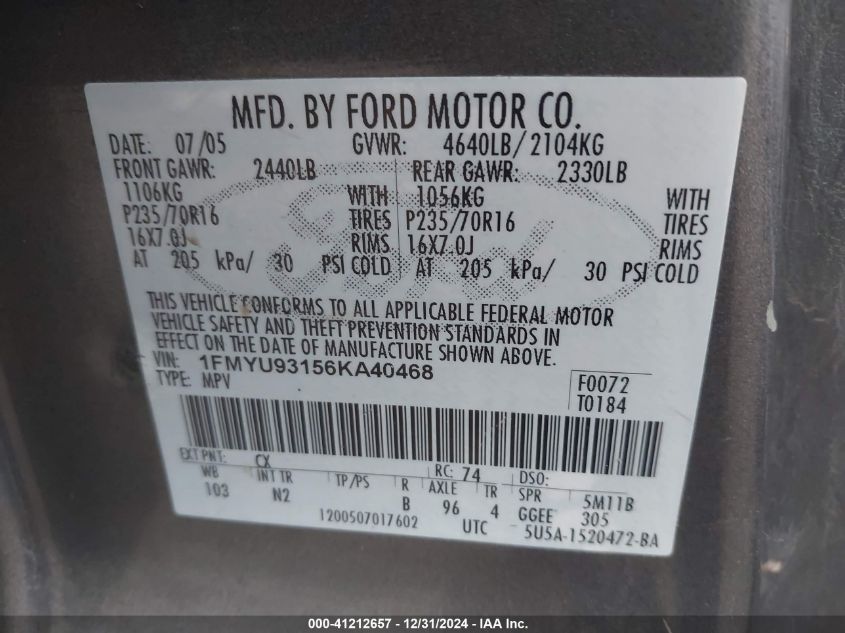 MFD. BY FORD MOTOR CO.
DATE: 07/05 GVWR: 4640LB/2104KG
FRONT GAWR: 2440LB REAR GAWR: 2330LB
1106KG WITH 1056KG WITH
P235/70R16 TIRES P235/70R16 TIRES
16X7.0J RIMS 16X7.0J RIMS
AT 205 kPa/ 30 PSI COLD AT 205 kPa/ 30 PSI COLD
Ford
THIS VEHICLE CONFORMS TO ALL APPLICABLE FEDERAL MOTOR
VEHICLE SAFETY AND THEFT PREVENTION STANDARDS IN
EFFECT ON THE DATE OF MANUFACTURE SHOWN ABOVE.
VIN: 1FMYU93156KA40468
TYPE: MPV F0072
T0184
EXT PNT: CX RC: 74 DSO:
WB INT TR TP/PS R AXLE TR SPR 5M11B
103 N2 B 96 4 GGEE 305
1200507017602 UTC 5U5A-1520472-BA
000-41212657 - 12/31/2024 - IAA Inc.